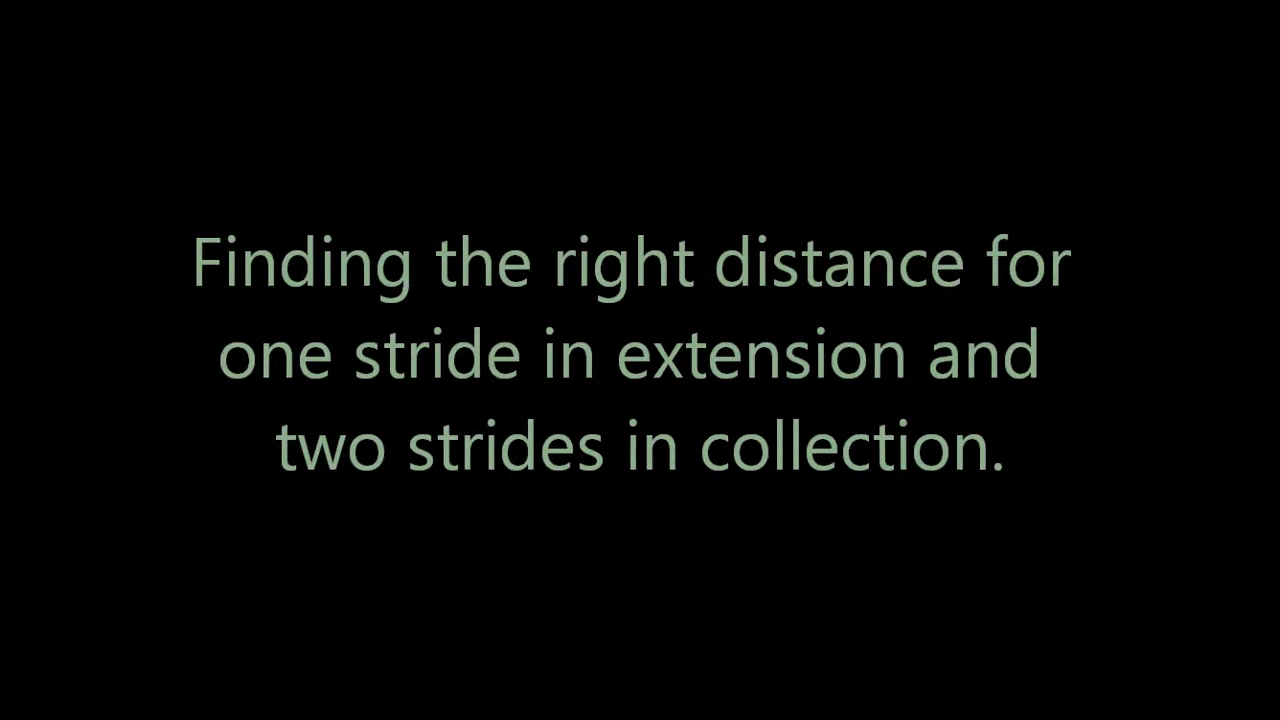 Finding the right distance for
one stride in extension and
two strides in collection.